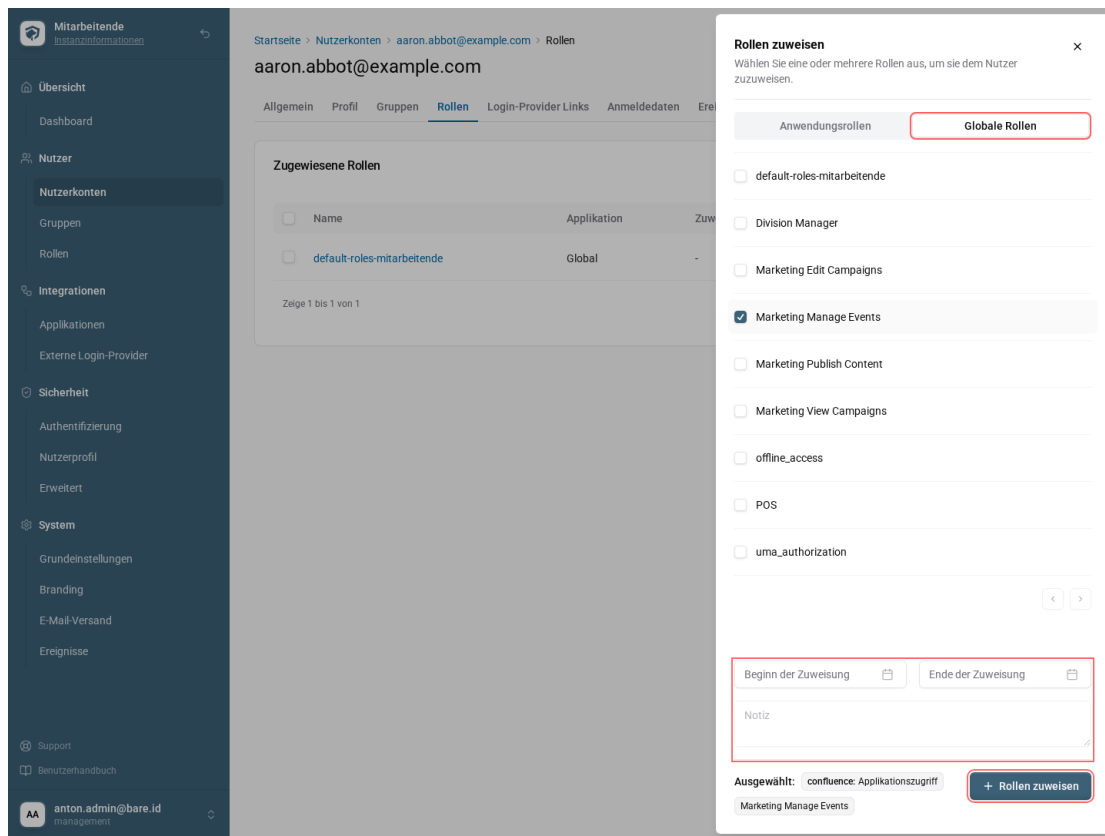 Mitarbeitende
Instanzinformationen
Übersicht
Dashboard
Nutzer
Nutzerkonten
Gruppen
Rollen
Integrationen
Applikationen
Externe Login-Provider
Sicherheit
Authentifizierung
Nutzerprofil
Erweitert
System
Grundeinstellungen
Branding
E-Mail-Versand
Ereignisse
Support
Benutzerhandbuch
AA
anton.admin@bare.id
management
Startseite > Nutzerkonten > aaron.abbot@example.com > Rollen
aaron.abbot@example.com
Allgemein Profil Gruppen Rollen Login-Provider Links Anmeldedaten Erei
Zugewiesene Rollen
Name Applikation Zuw
default-roles-mitarbeitende Global -
Zeige 1 bis 1 von 1
Rollen zuweisen
Wählen Sie eine oder mehrere Rollen aus, um sie dem Nutzer
zuzuweisen.
Anwendungsrollen Globale Rollen
default-roles-mitarbeitende
Division Manager
Marketing Edit Campaigns
Marketing Manage Events
Marketing Publish Content
Marketing View Campaigns
offline_access
POS
uma_authorization
Beginn der Zuweisung Ende der Zuweisung
Notiz
Ausgewählt: confluence: Applikationszugriff
Marketing Manage Events
+ Rollen zuweisen